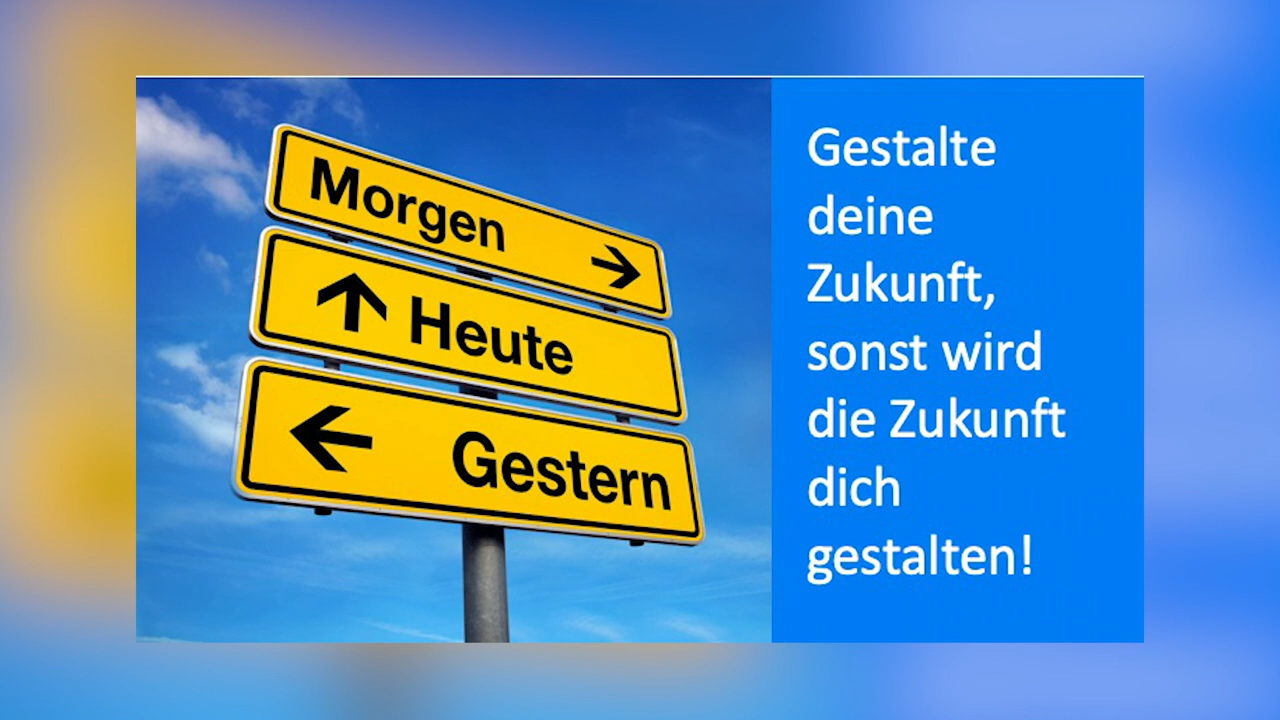 Morgen →
↑ Heute
← Gestern
Gestalte
deine
Zukunft,
sonst wird
die Zukunft
dich
gestalten!